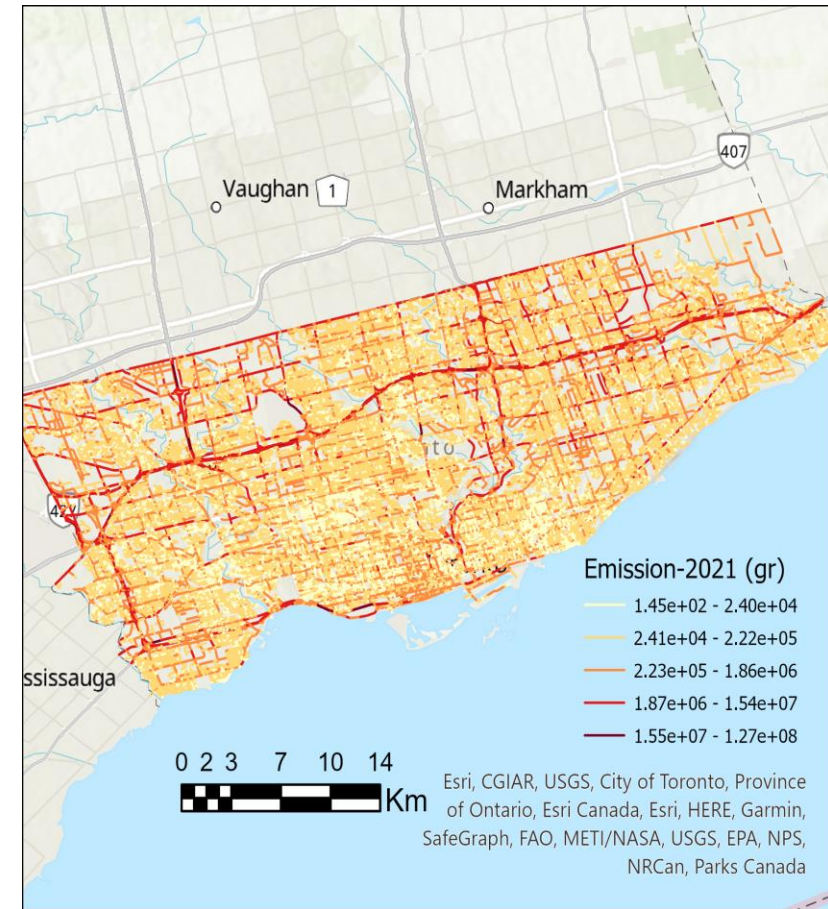 407
Vaughan
1
Markham
427
ssissauga
Emission-2021 (gr)
1.45e+02 - 2.40e+04
2.41e+04 - 2.22e+05
2.23e+05 - 1.86e+06
1.87e+06 - 1.54e+07
1.55e+07 - 1.27e+08
0 2 3 7 10 14
Km
Esri, CGIAR, USGS, City of Toronto, Province
of Ontario, Esri Canada, Esri, HERE, Garmin,
SafeGraph, FAO, METI/NASA, USGS, EPA, NPS,
NRCan, Parks Canada